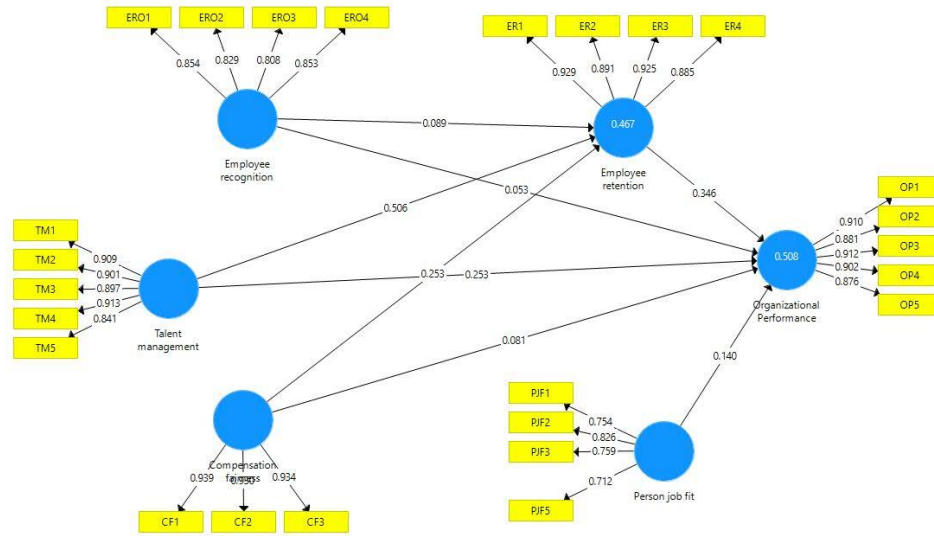 ERO1 ERO2 ERO3 ERO4
0.854 0.829 0.808 0.853
Employee
recognition
ER1 ER2 ER3 ER4
0.929 0.891 0.925 0.885
0.467
Employee
retention
0.089
0.053
0.506
0.346
TM1
TM2
TM3
TM4
TM5
0.909
0.901
0.897
0.913
0.841
Talent
management
0.253
0.253
0.081
0.140
OP1
OP2
OP3
OP4
OP5
0.910
0.881
0.912
0.902
0.876
0.508
Organizational
Performance
Compensation
fairness
0.939 0.934
CF1 CF2 CF3
PJF1
PJF2
PJF3
PJF5
0.754
0.826
0.759
0.712
Person job fit